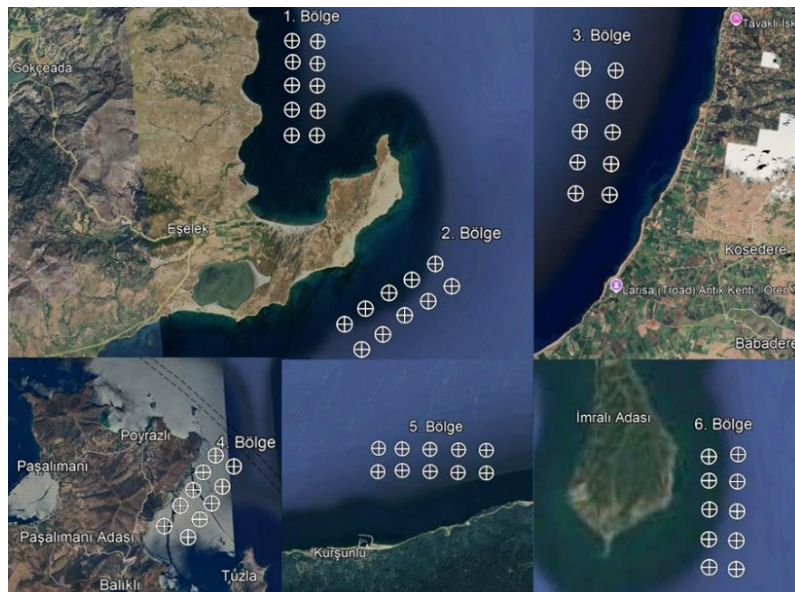 1. Bölge
Gökçeada
Eşelek
2. Bölge
3. Bölge
Tavaklı İsk
Kösedere
Larisa (Troad) Antik Kenti / Ören Y
Babadere
4. Bölge
Poyrazlı
Paşalimanı
Paşalimanı Adası
Balıklı
Tuzla
5. Bölge
Kurşunlu
İmralı Adası
6. Bölge